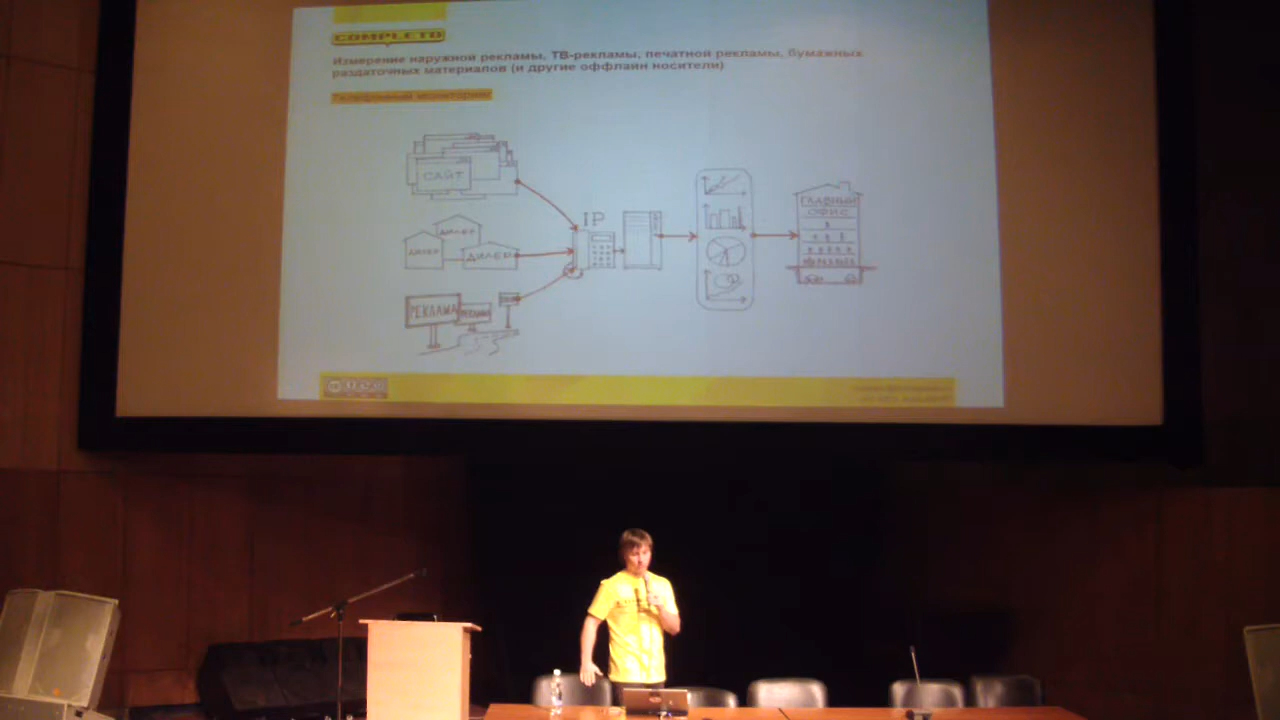 COMPLETO
Измерение наружной рекламы, ТВ-рекламы, печатной рекламы, бумажных
раздаточных материалов (и другие оффлайн носители)
САЙТ
IP
ДИЛЕР
ДИЛЕР
ДИЛЕР
РЕКЛАМА
РЕКЛАМА
ГЛАВНЫЙ
ОФИС